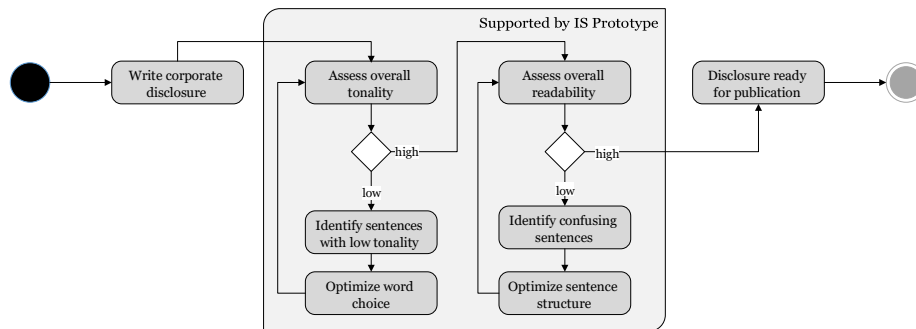 Supported by IS Prototype
Write corporate
disclosure
Assess overall
tonality
high
low
Identify sentences
with low tonality
Optimize word
choice
Assess overall
readability
high
low
Identify confusing
sentences
Optimize sentence
structure
Disclosure ready
for publication